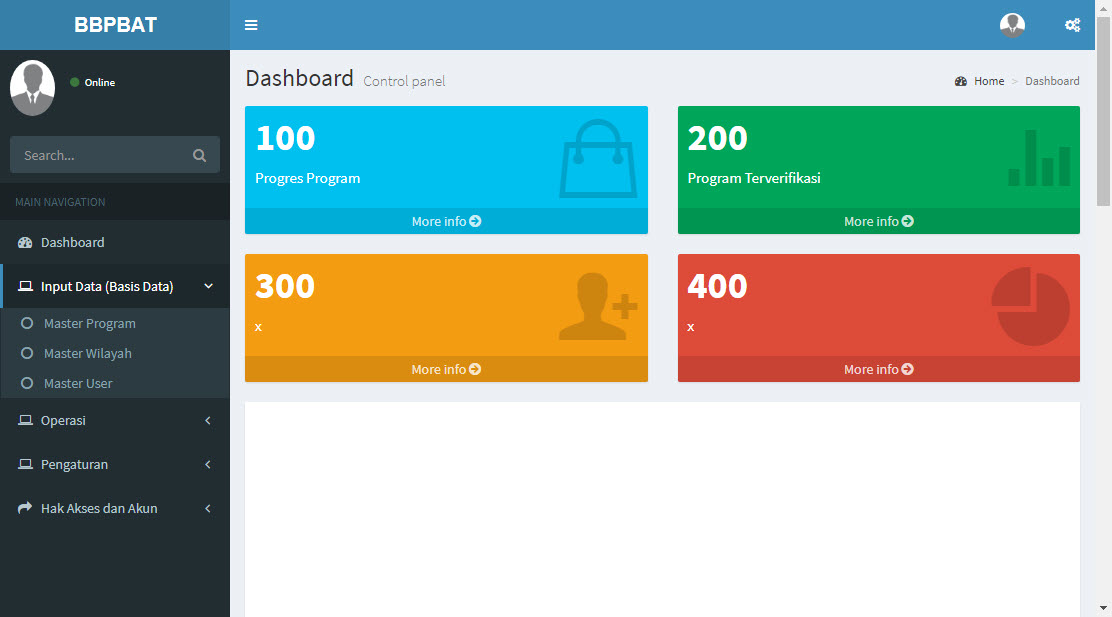 BBPBAT
Online
Search...
MAIN NAVIGATION
Dashboard
Input Data (Basis Data)
Master Program
Master Wilayah
Master User
Operasi
Pengaturan
Hak Akses dan Akun
Dashboard Control panel
Home > Dashboard
100
Progres Program
More info
200
Program Terverifikasi
More info
300
x
More info
400
x
More info